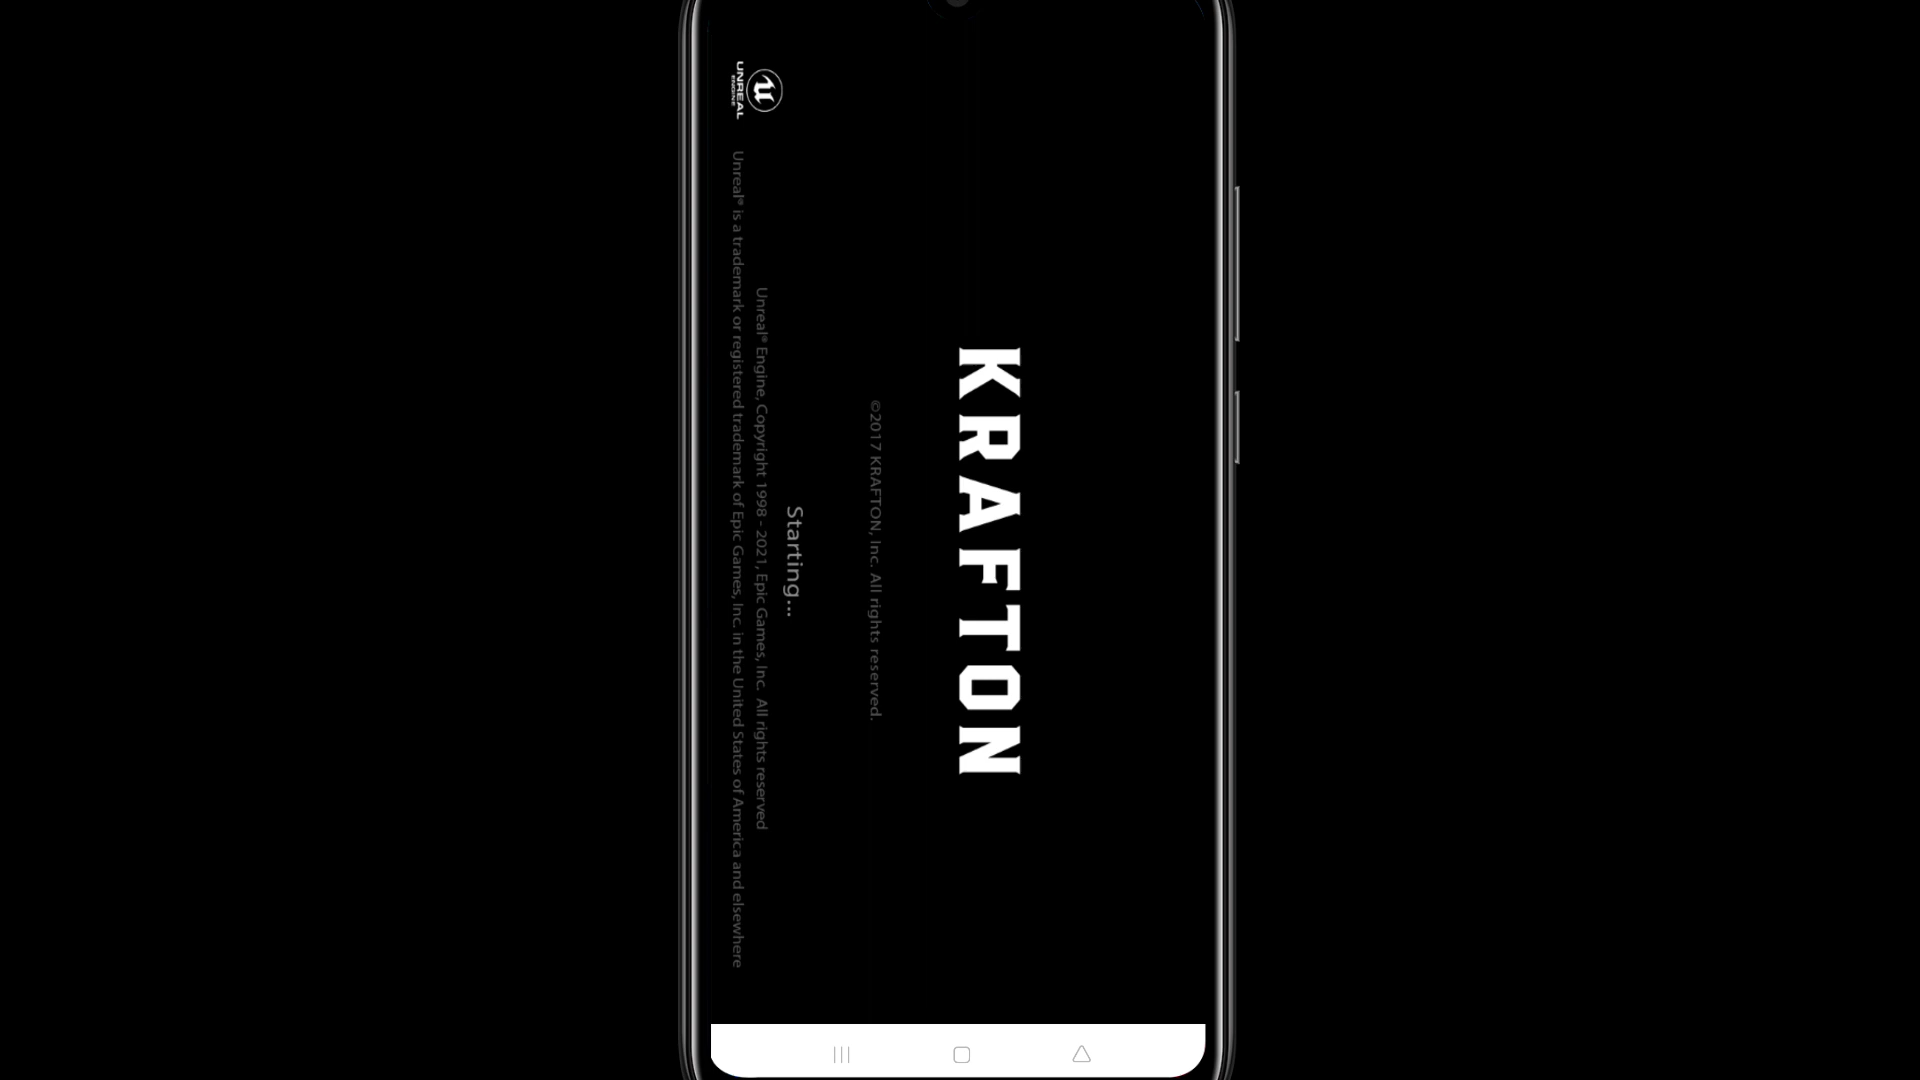 KRAFTON
©2017 KRAFTON, Inc. All rights reserved.
Starting...
Unreal® Engine, Copyright 1998 - 2021, Epic Games, Inc. All rights reserved
Unreal® is a trademark or registered trademark of Epic Games, Inc. in the United States of America and elsewhere
UNREAL
ENGINE